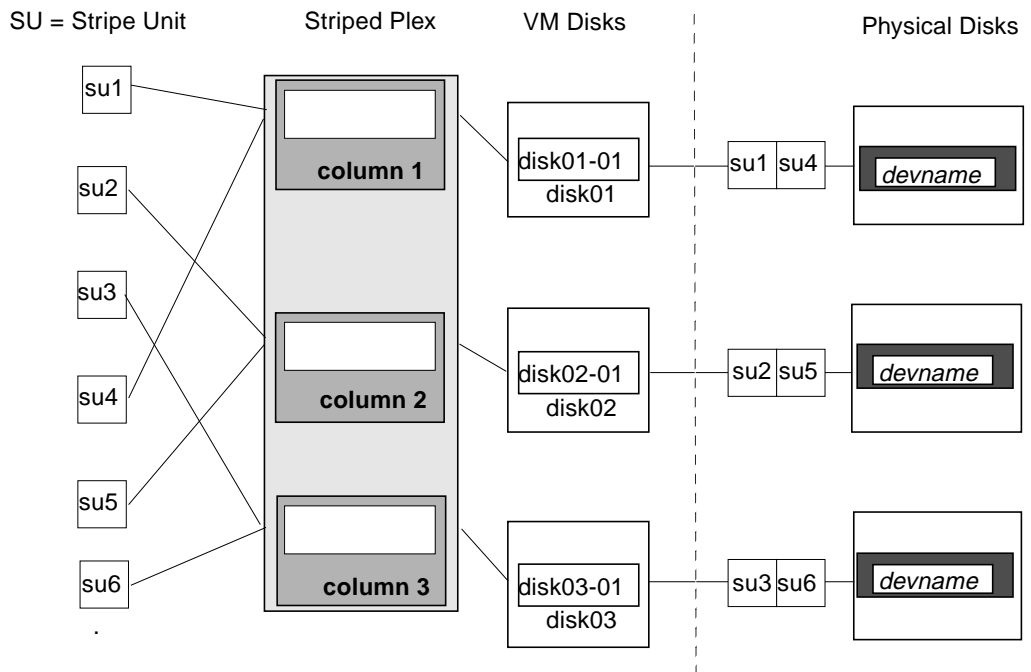 SU = Stripe Unit
Striped Plex
VM Disks
Physical Disks
su1
su2
su3
su4
su5
su6
.
column 1
column 2
column 3
disk01-01
disk01
disk02-01
disk02
disk03-01
disk03
su1 su4
devname
su2 su5
devname
su3 su6
devname